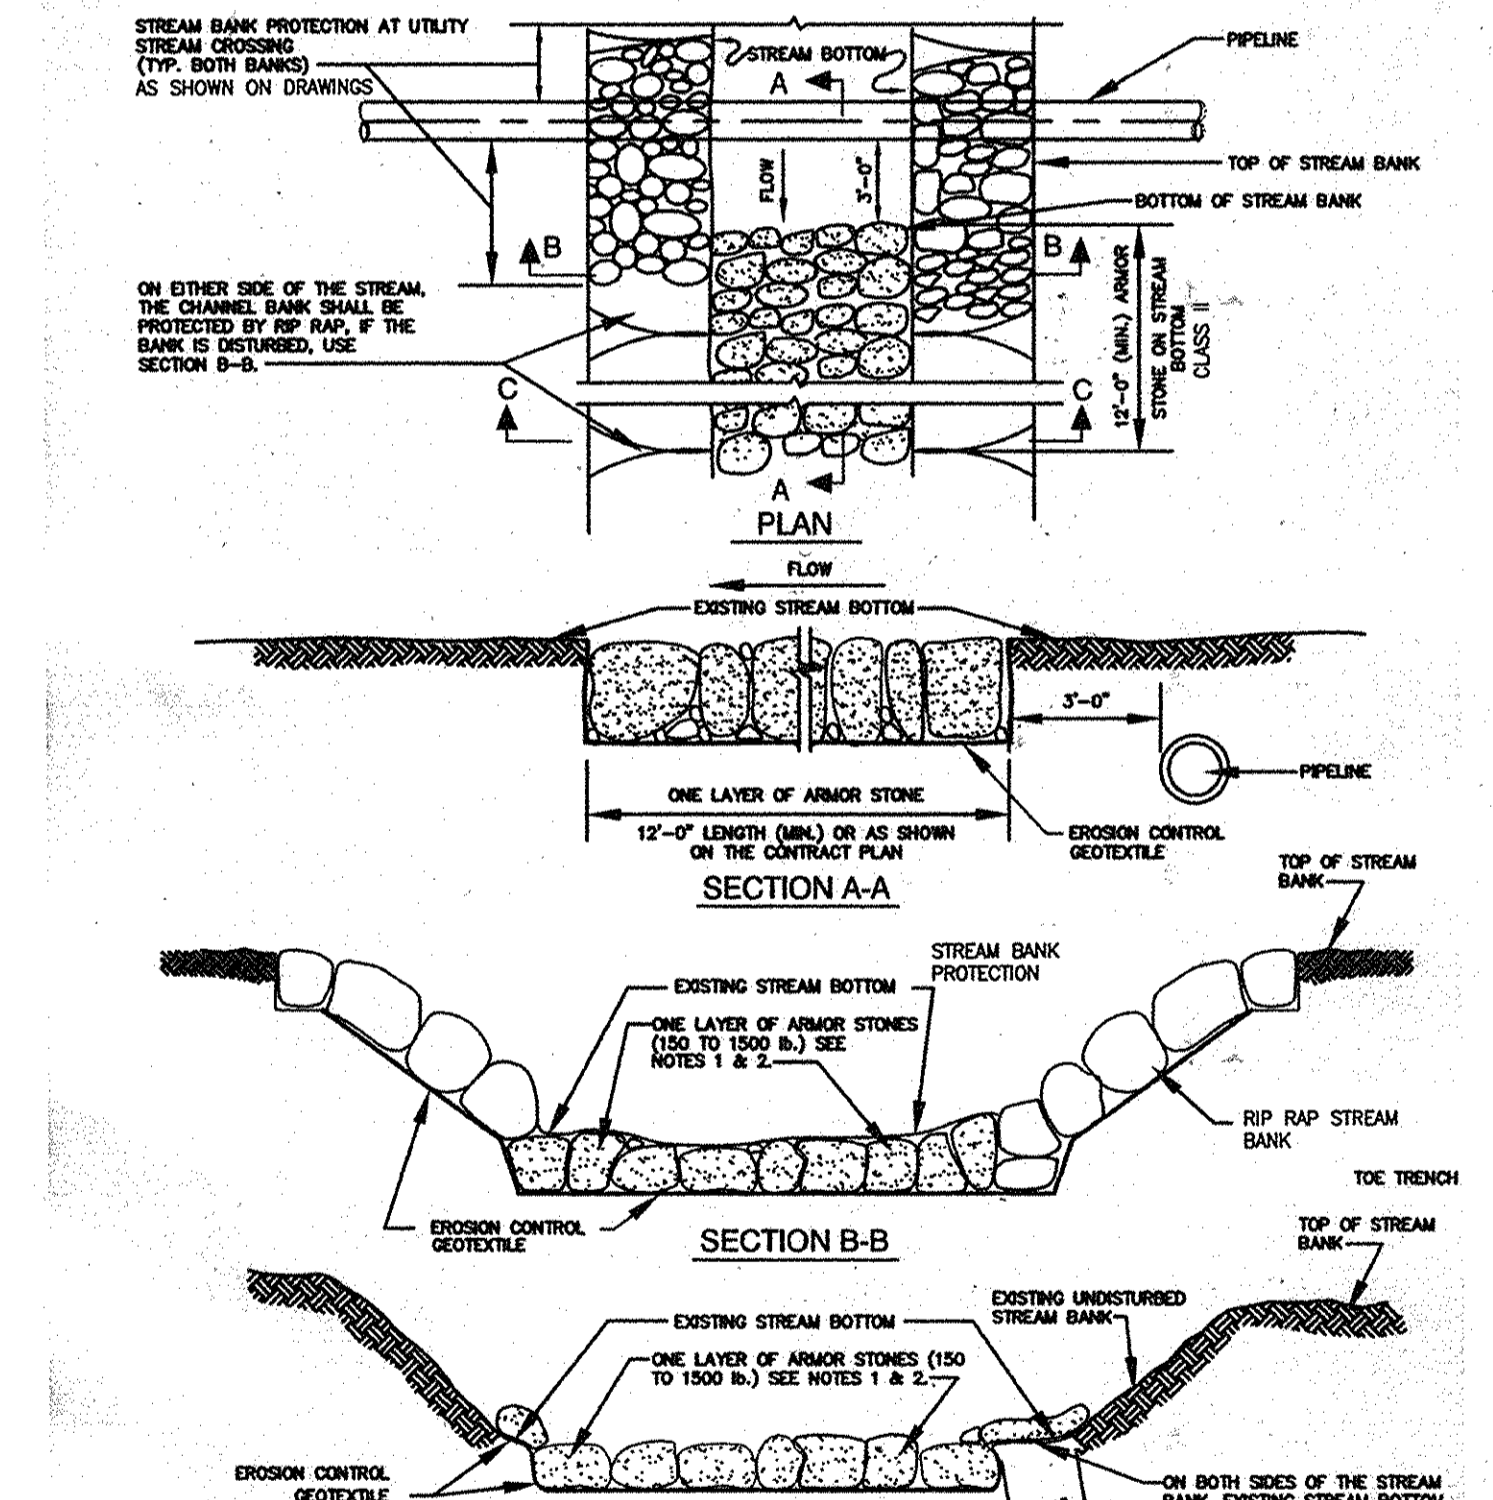 STREAM BANK PROTECTION AT UTILITY
STREAM CROSSING
(TYP. BOTH BANKS)
AS SHOWN ON DRAWINGS
STREAM BOTTOM
PIPELINE
A
TOP OF STREAM BANK
FLOW
3'-0"
BOTTOM OF STREAM BANK
B
B
ON EITHER SIDE OF THE STREAM,
THE CHANNEL BANK SHALL BE
PROTECTED BY RIP RAP, IF THE
BANK IS DISTURBED, USE
SECTION B-B.
12'-0" (MIN.) ARMOR
STONE ON STREAM
BOTTOM
CLASS II
C
C
A
PLAN
FLOW
EXISTING STREAM BOTTOM
3'-0"
PIPELINE
ONE LAYER OF ARMOR STONE
12'-0" LENGTH (MIN.) OR AS SHOWN
ON THE CONTRACT PLAN
EROSION CONTROL
GEOTEXTILE
SECTION A-A
TOP OF STREAM
BANK
STREAM BANK
PROTECTION
EXISTING STREAM BOTTOM
ONE LAYER OF ARMOR STONES
(150 TO 1500 lb.) SEE
NOTES 1 & 2.
RIP RAP STREAM
BANK
TOE TRENCH
EROSION CONTROL
GEOTEXTILE
SECTION B-B
TOP OF STREAM
BANK
EXISTING UNDISTURBED
STREAM BANK
EXISTING STREAM BOTTOM
ONE LAYER OF ARMOR STONES (150
TO 1500 lb.) SEE NOTES 1 & 2.
EROSION CONTROL
GEOTEXTILE
ON BOTH SIDES OF THE STREAM
BANK, EXISTING STREAM BOTTOM